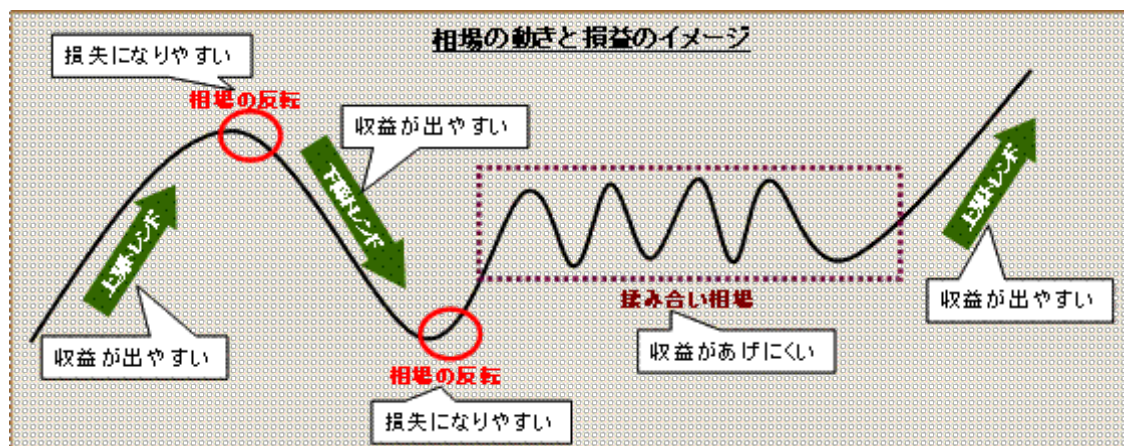 相場の動きと損益のイメージ
損失になりやすい
相場の反転
収益が出やすい
下降トレンド
上昇トレンド
上昇トレンド
揉み合い相場
収益が出やすい
収益が出やすい
収益があげにくい
相場の反転
損失になりやすい